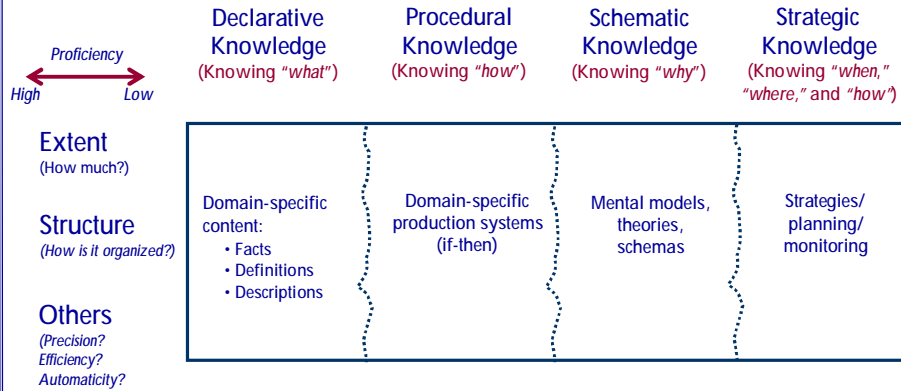 Declarative
Knowledge
(Knowing “what”)
Procedural
Knowledge
(Knowing “how”)
Schematic
Knowledge
(Knowing “why”)
Strategic
Knowledge
(Knowing “when,”
“where,” and “how”)
Proficiency
High
Low
Extent
(How much?)
Structure
(How is it organized?)
Others
(Precision?
Efficiency?
Automaticity?
Domain-specific
content:
• Facts
• Definitions
• Descriptions
Domain-specific
production systems
(if-then)
Mental models,
theories,
schemas
Strategies/
planning/
monitoring